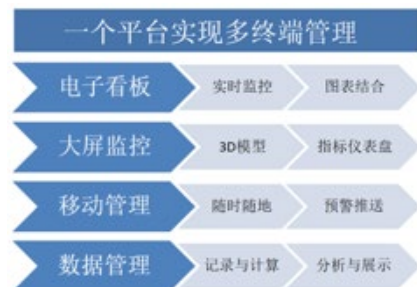 一个平台实现多终端管理
电子看板 实时监控 图表结合
大屏监控 3D模型 指标仪表盘
移动管理 随时随地 预警推送
数据管理 记录与计算 分析与展示